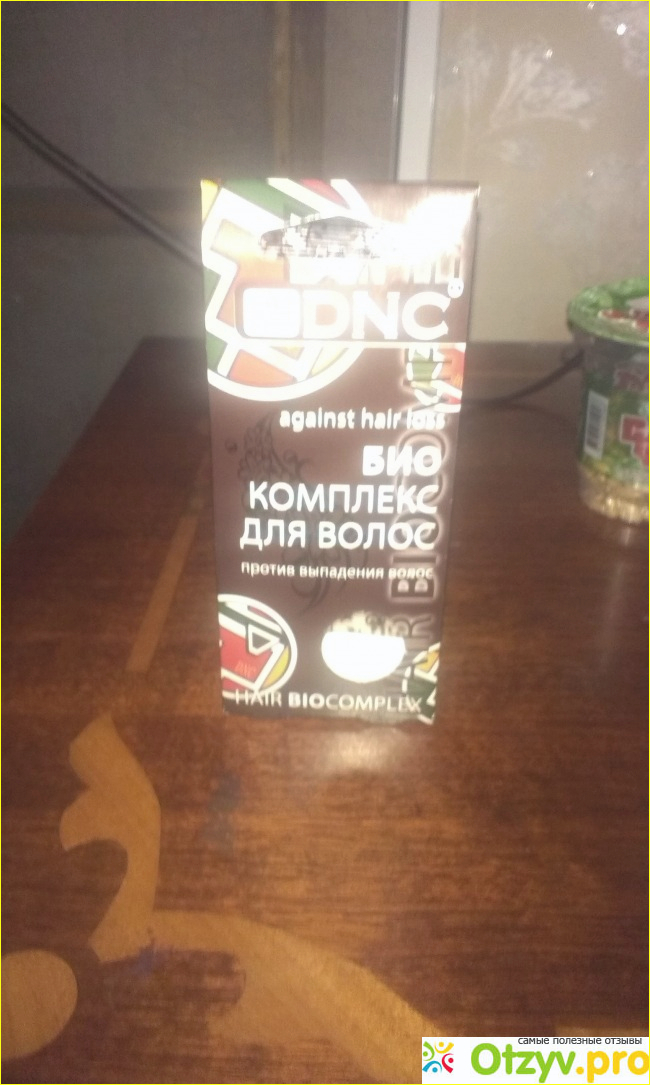 DNC®
against hair loss
БИО
КОМПЛЕКС
ДЛЯ ВОЛОС
против выпадения волос
HAIR BIOCOMPLEX
самые полезные отзывы
Otzyv.pro